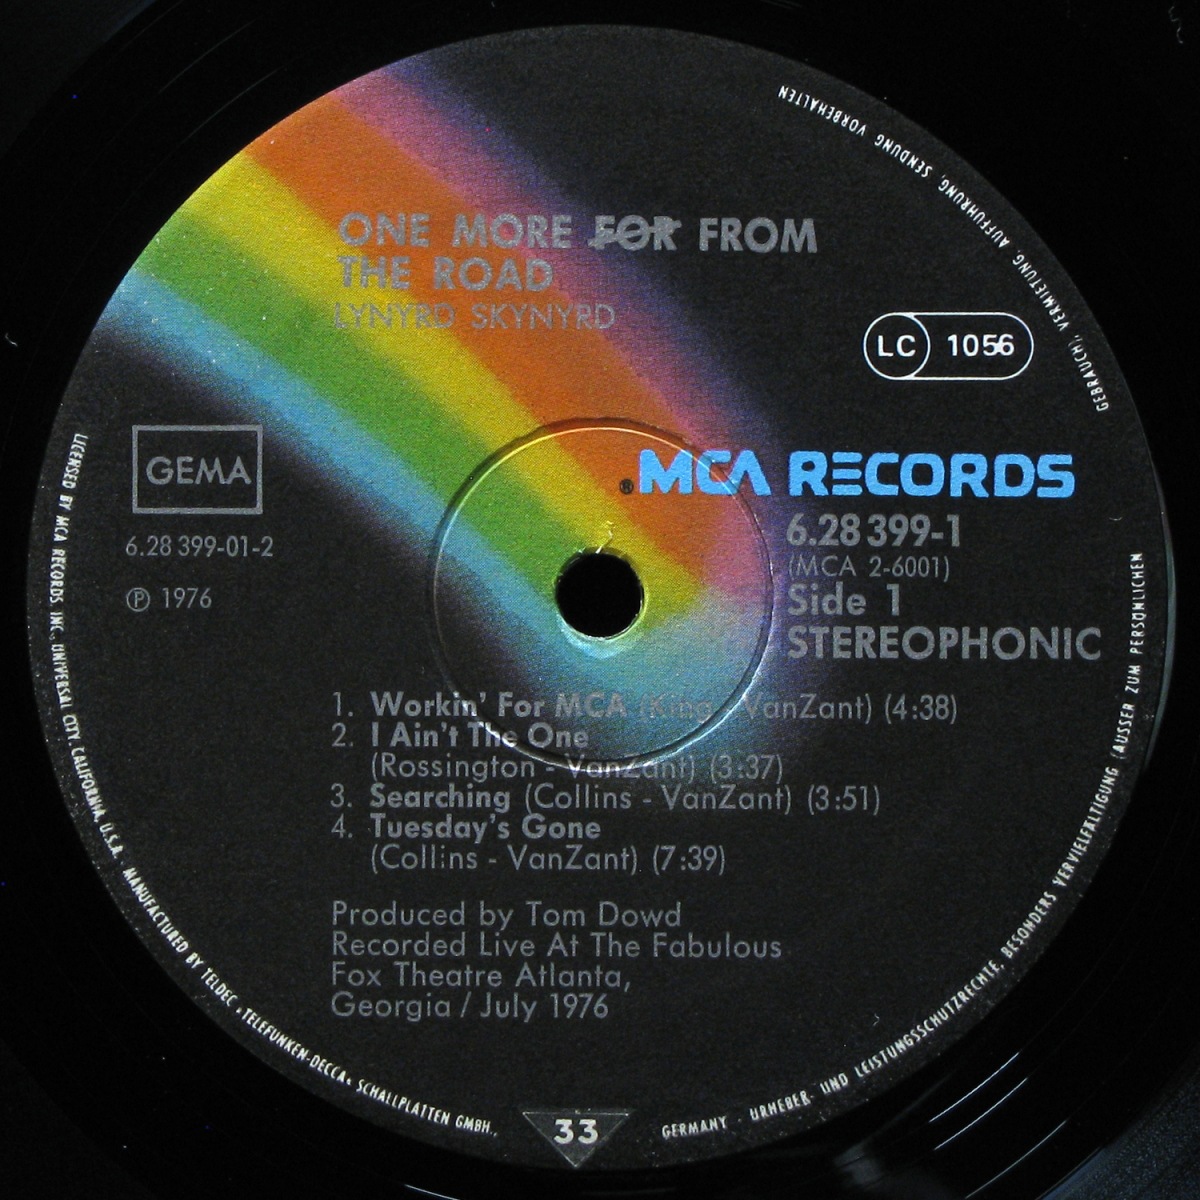 ONE MORE FOR FROM
THE ROAD
LYNYRD SKYNYRD
LC 1056
GEMA
6.28 399-01-2
℗ 1976
®MCA RECORDS
6.28 399-1
(MCA 2-6001)
Side 1
STEREOPHONIC
1. Workin' For MCA (King - VanZant) (4:38)
2. I Ain't The One
(Rossington - VanZant) (3:37)
3. Searching (Collins - VanZant) (3:51)
4. Tuesday's Gone
(Collins - VanZant) (7:39)
Produced by Tom Dowd
Recorded Live At The Fabulous
Fox Theatre Atlanta,
Georgia / July 1976
33
LICENSED BY MCA RECORDS INC. UNIVERSAL CITY, CALIFORNIA, U.S.A. MANUFACTURED BY TELDEC »TELEFUNKEN-DECCA« SCHALLPLATTEN GMBH., GERMANY · URHEBER- UND LEISTUNGSSCHUTZRECHTE, BESONDERS VERVIELFÄLTIGUNG (AUSSER ZUM PERSÖNLICHEN GEBRAUCH), VERMIETUNG, AUFFÜHRUNG, SENDUNG VORBEHALTEN